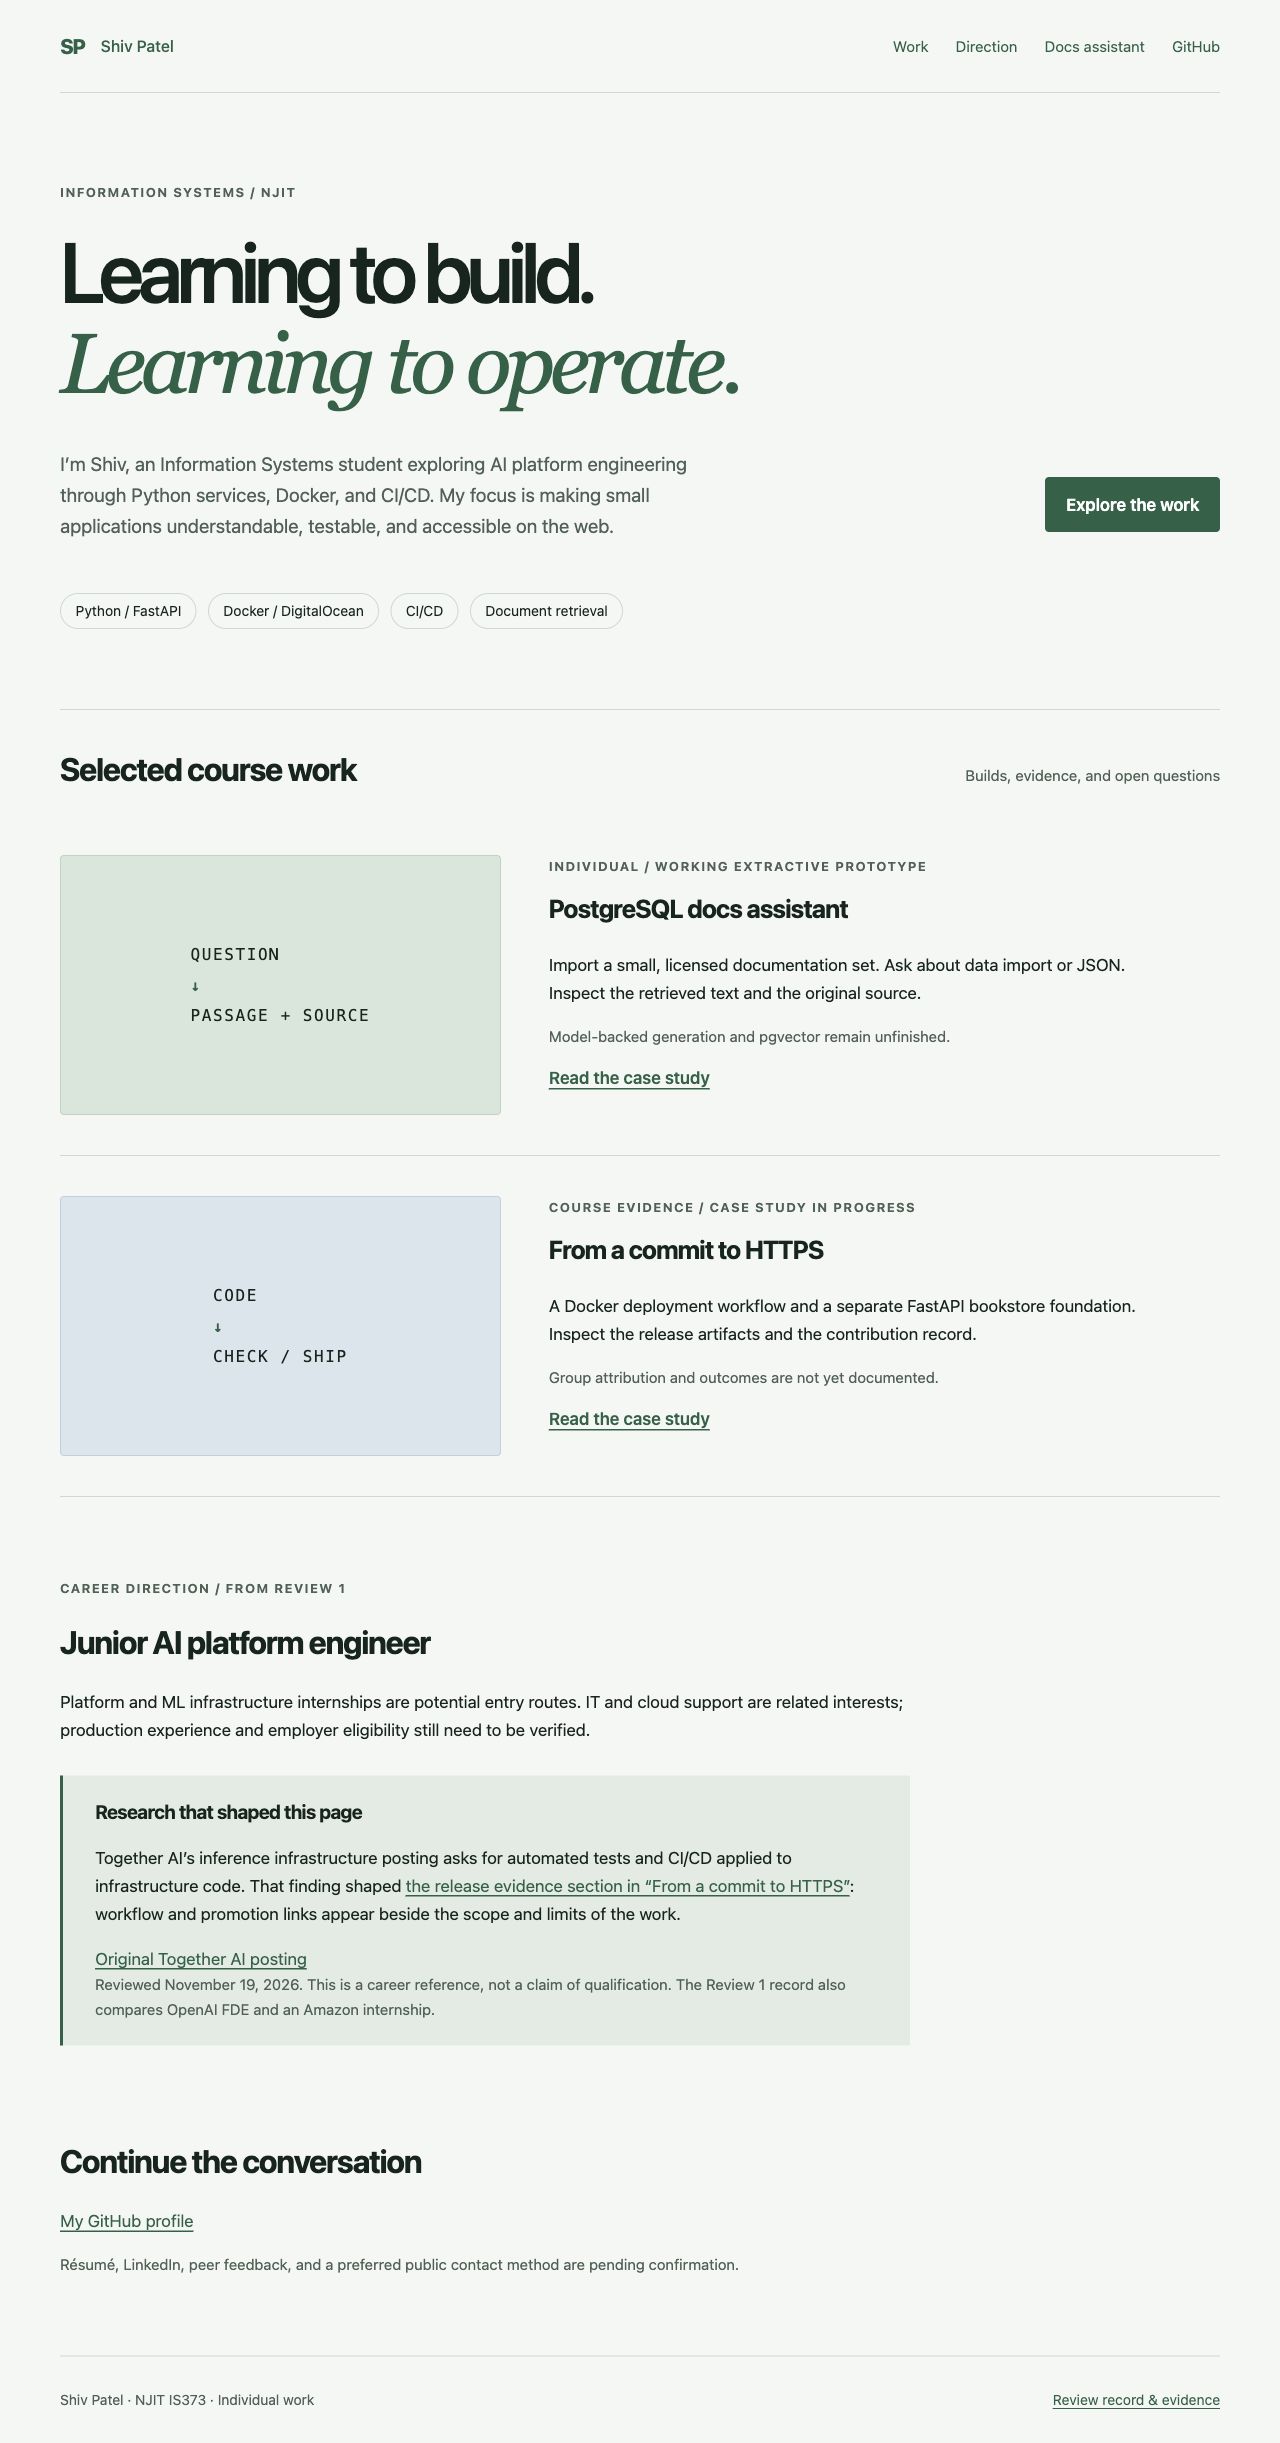 SP Shiv Patel
Work Direction Docs assistant GitHub
INFORMATION SYSTEMS / NJIT
Learning to build.
Learning to operate.
I’m Shiv, an Information Systems student exploring AI platform engineering
through Python services, Docker, and CI/CD. My focus is making small
applications understandable, testable, and accessible on the web.
Explore the work
Python / FastAPI Docker / DigitalOcean CI/CD Document retrieval
Selected course work
Builds, evidence, and open questions
QUESTION
↓
PASSAGE + SOURCE
INDIVIDUAL / WORKING EXTRACTIVE PROTOTYPE
PostgreSQL docs assistant
Import a small, licensed documentation set. Ask about data import or JSON.
Inspect the retrieved text and the original source.
Model-backed generation and pgvector remain unfinished.
Read the case study
CODE
↓
CHECK / SHIP
COURSE EVIDENCE / CASE STUDY IN PROGRESS
From a commit to HTTPS
A Docker deployment workflow and a separate FastAPI bookstore foundation.
Inspect the release artifacts and the contribution record.
Group attribution and outcomes are not yet documented.
Read the case study
CAREER DIRECTION / FROM REVIEW 1
Junior AI platform engineer
Platform and ML infrastructure internships are potential entry routes. IT and cloud support are related interests;
production experience and employer eligibility still need to be verified.
Research that shaped this page
Together AI’s inference infrastructure posting asks for automated tests and CI/CD applied to
infrastructure code. That finding shaped the release evidence section in “From a commit to HTTPS”:
workflow and promotion links appear beside the scope and limits of the work.
Original Together AI posting
Reviewed November 19, 2026. This is a career reference, not a claim of qualification. The Review 1 record also
compares OpenAI FDE and an Amazon internship.
Continue the conversation
My GitHub profile
Résumé, LinkedIn, peer feedback, and a preferred public contact method are pending confirmation.
Shiv Patel · NJIT IS373 · Individual work
Review record & evidence